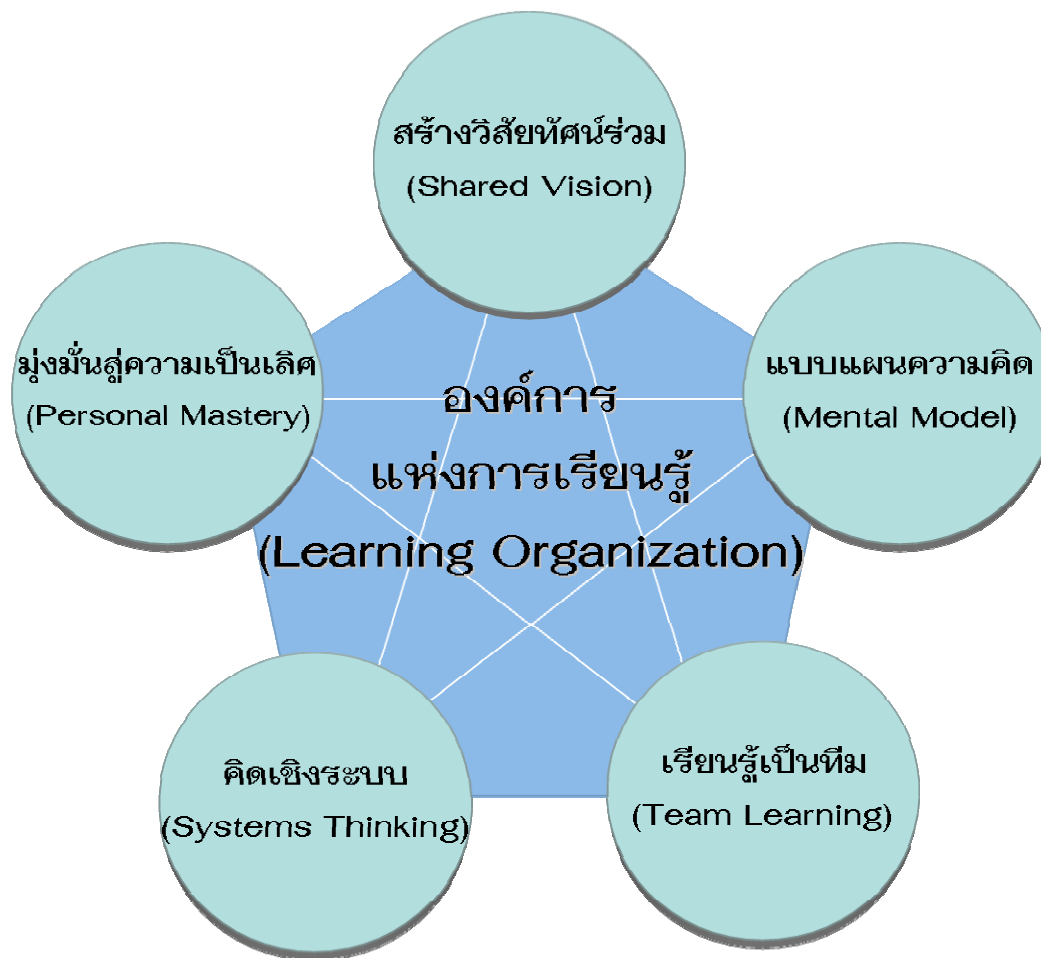 สร้างวิสัยทัศน์ร่วม
(Shared Vision)
มุ่งมั่นสู่ความเป็นเลิศ
(Personal Mastery)
แบบแผนความคิด
(Mental Model)
องค์การ
แห่งการเรียนรู้
(Learning Organization)
คิดเชิงระบบ
(Systems Thinking)
เรียนรู้เป็นทีม
(Team Learning)